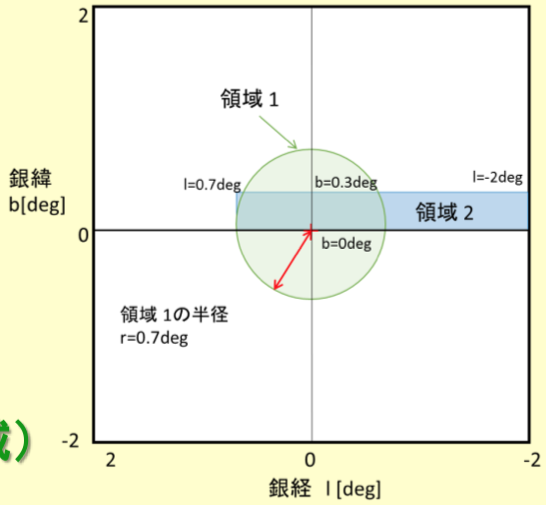 2
領域 1
銀緯
b[deg]
l=0.7deg
b=0.3deg
l=-2deg
領域 2
0
b=0deg
領域 1の半径
r=0.7deg
)
-2
2
0
-2
銀経 l [deg]